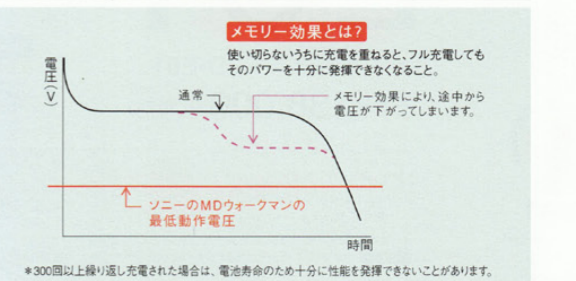 メモリー効果とは?
使い切らないうちに充電を重ねると、フル充電しても
そのパワーを十分に発揮できなくなること。
電圧(V)
通常
メモリー効果により、途中から
電圧が下がってしまいます。
ソニーのMDウォークマンの
最低動作電圧
時間
*300回以上繰り返し充電された場合は、電池寿命のため十分に性能を発揮できないことがあります。